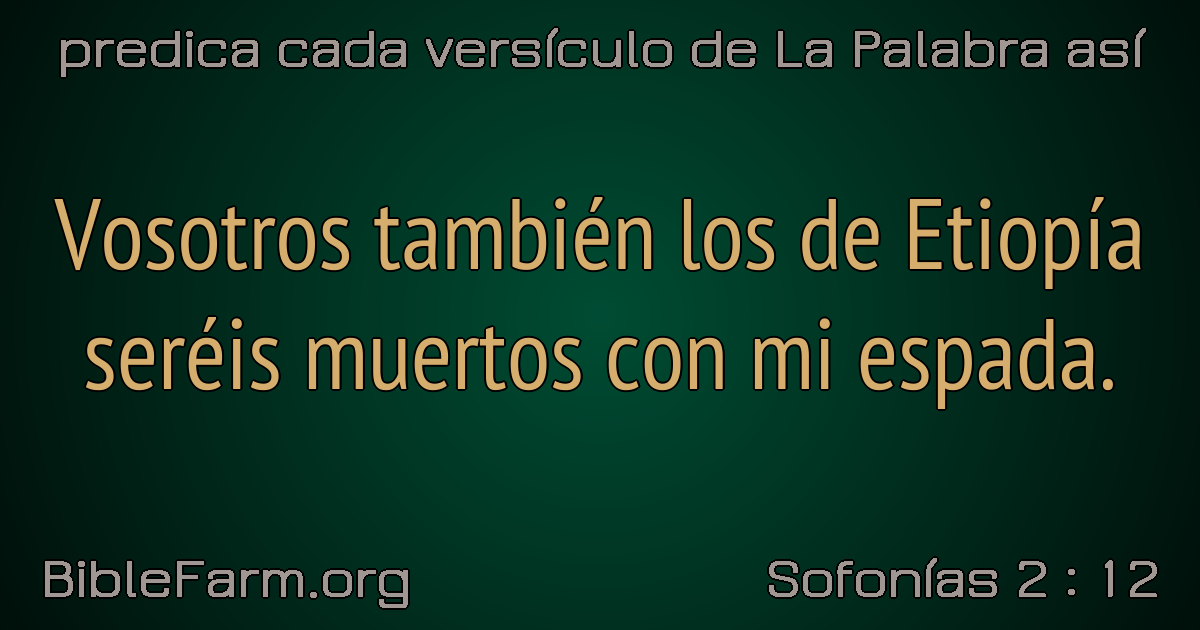 predica cada versículo de La Palabra así
Vosotros también los de Etiopía
seréis muertos con mi espada.
BibleFarm.org
Sofonías 2 : 12